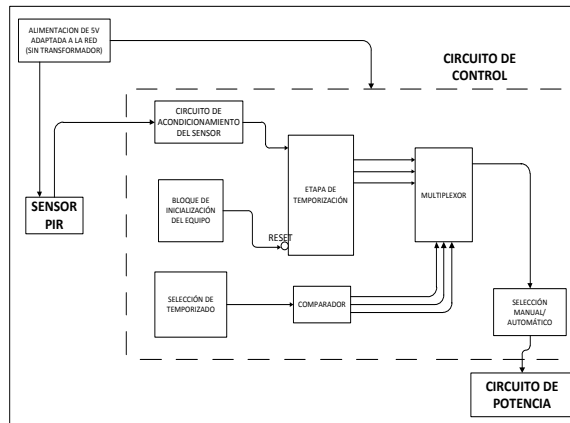 ALIMENTACION DE 5V
ADAPTADA A LA RED
(SIN TRANSFORMADOR)
CIRCUITO DE
CONTROL
CIRCUITO DE
ACONDICIONAMIENTO
DEL SENSOR
ETAPA DE
TEMPORIZACIÓN
MULTIPLEXOR
BLOQUE DE
INICIALIZACIÓN
DEL EQUIPO
SENSOR
PIR
RESET
SELECCIÓN DE
TEMPORIZADO
COMPARADOR
SELECCIÓN
MANUAL/
AUTOMÁTICO
CIRCUITO DE
POTENCIA